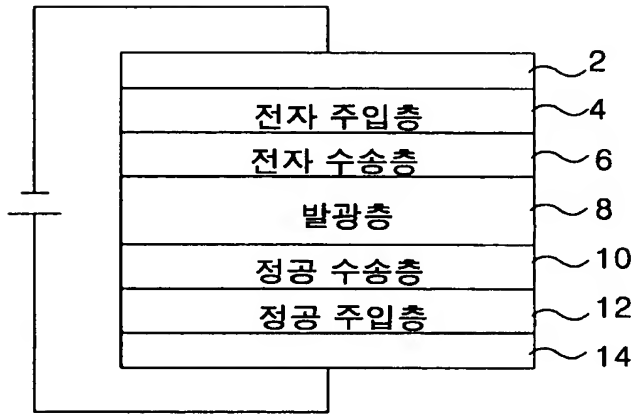 2
전자 주입층 4
전자 수송층 6
발광층 8
정공 수송층 10
정공 주입층 12
14